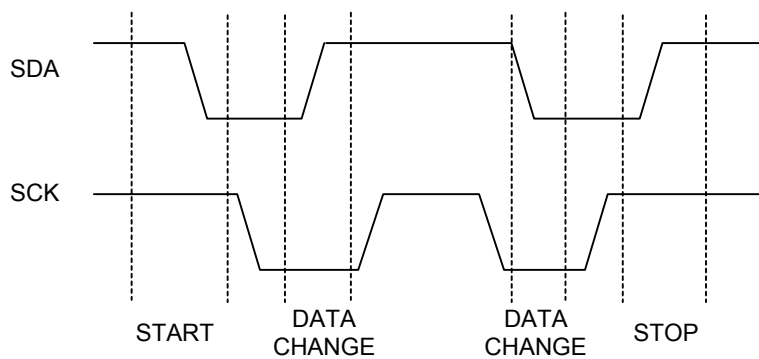 SDA
SCK
START
DATA
CHANGE
DATA
CHANGE
STOP